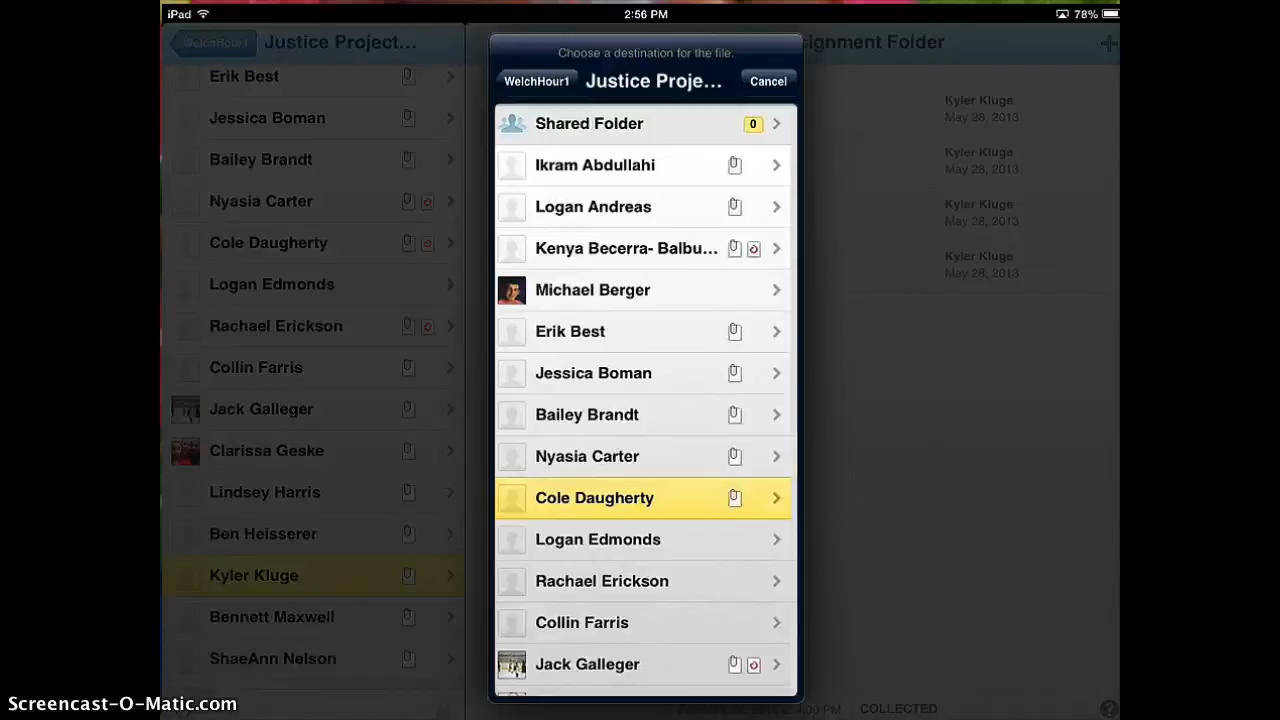 iPad
2:56 PM
78%
WelchHour1
Justice Project...
Erik Best
Jessica Boman
Bailey Brandt
Nyasia Carter
Cole Daugherty
Logan Edmonds
Rachael Erickson
Collin Farris
Jack Galleger
Clarissa Geske
Lindsey Harris
Ben Heisserer
Kyler Kluge
Bennett Maxwell
ShaeAnn Nelson
Choose a destination for the file.
WelchHour1
Justice Proje...
Cancel
Shared Folder
0
Ikram Abdullahi
Logan Andreas
Kenya Becerra- Balbu...
Michael Berger
Erik Best
Jessica Boman
Bailey Brandt
Nyasia Carter
Cole Daugherty
Logan Edmonds
Rachael Erickson
Collin Farris
Jack Galleger
signment Folder
Kyler Kluge
May 28, 2013
Kyler Kluge
May 28, 2013
Kyler Kluge
May 28, 2013
Kyler Kluge
May 28, 2013
4:00 PM
COLLECTED
Screencast-O-Matic.com